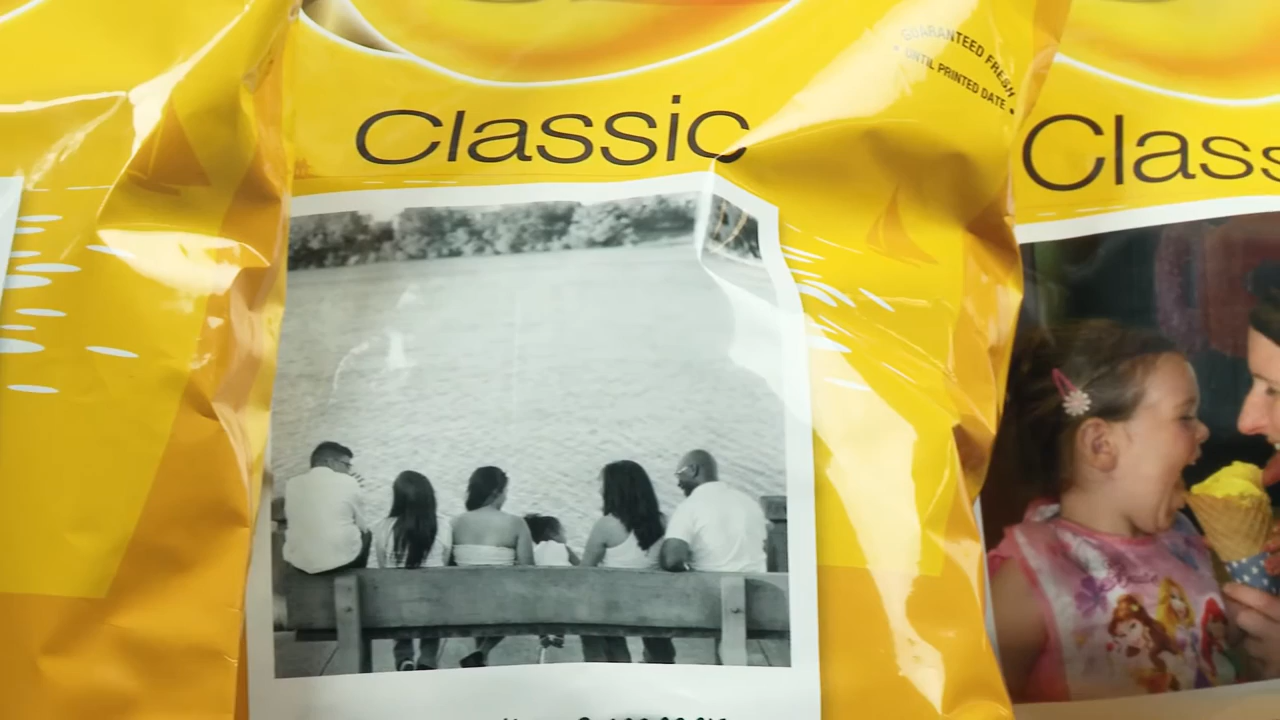 GUARANTEED FRESH
• UNTIL PRINTED DATE •
Classic
Class